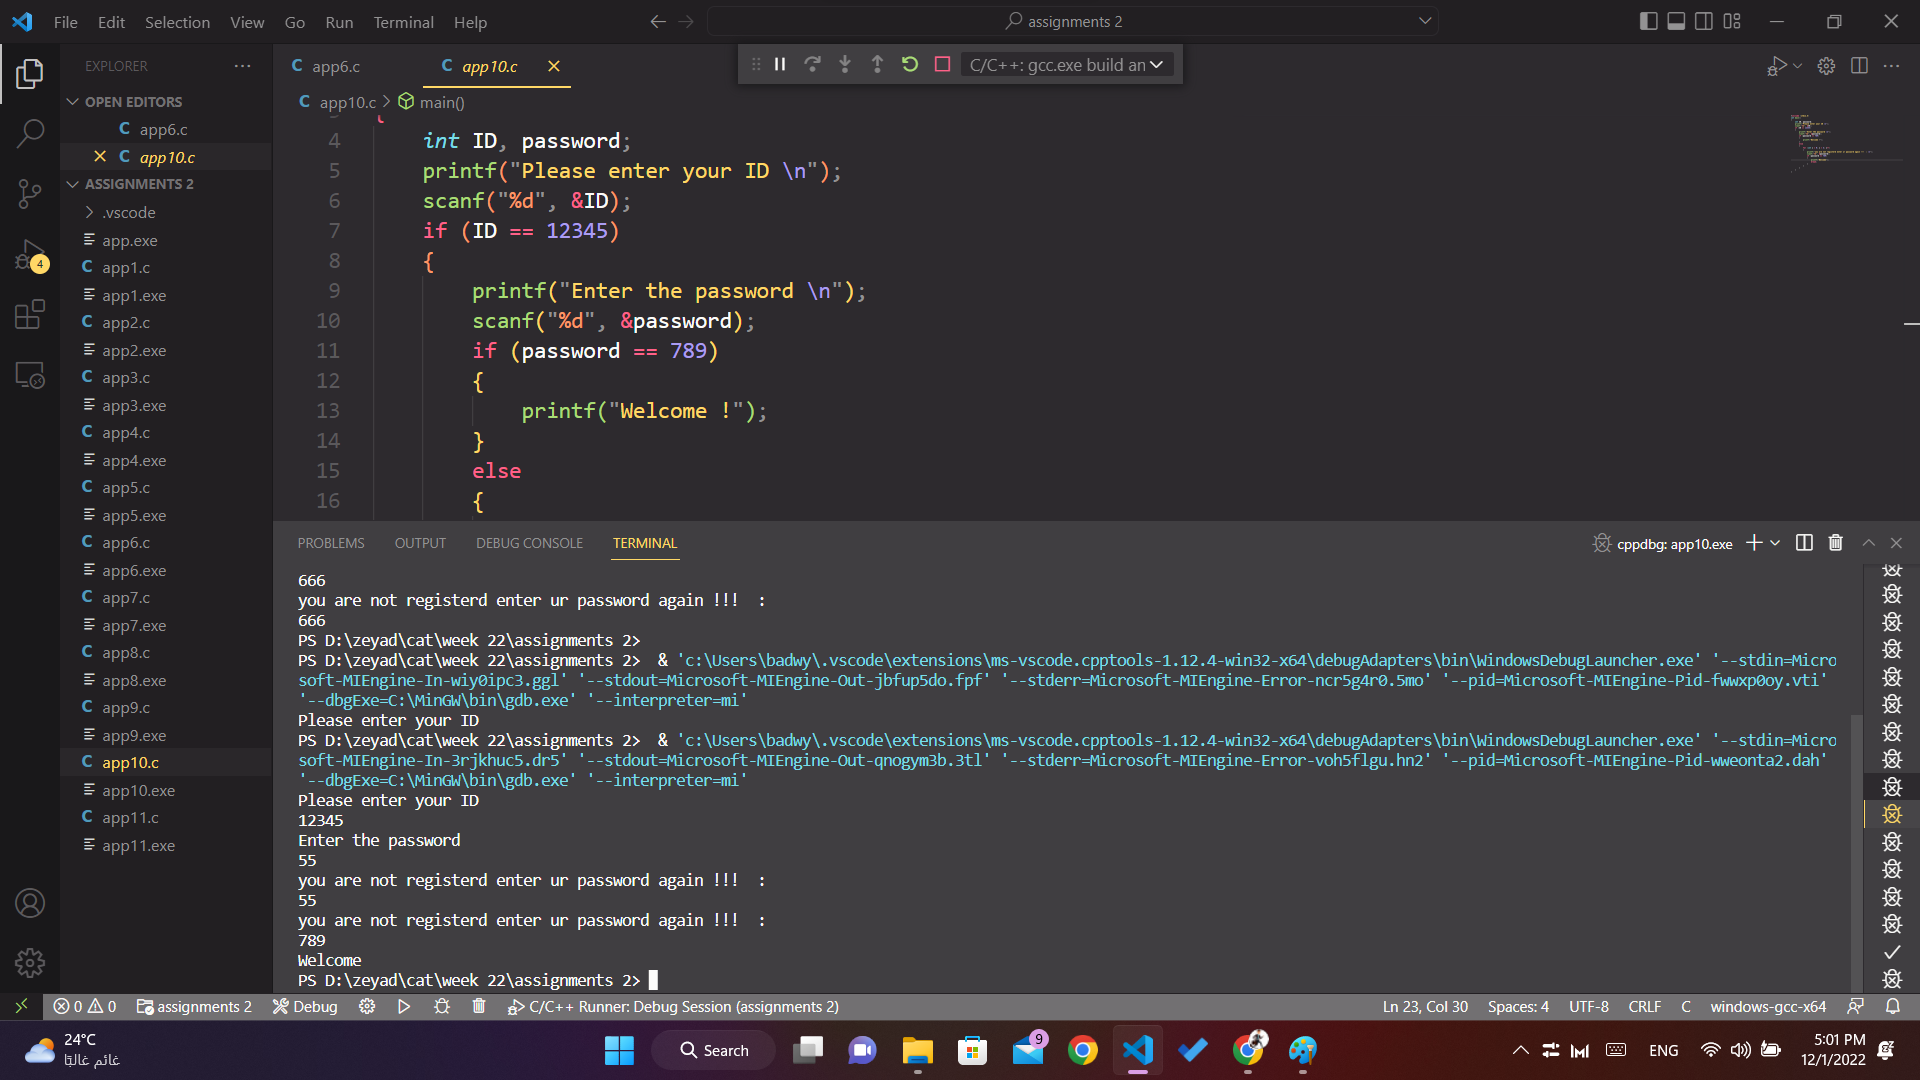 File Edit Selection View Go Run Terminal Help
assignments 2
EXPLORER
OPEN EDITORS
C app6.c
C app10.c
ASSIGNMENTS 2
.vscode
app.exe
C app1.c
app1.exe
C app2.c
app2.exe
C app3.c
app3.exe
C app4.c
app4.exe
C app5.c
app5.exe
C app6.c
app6.exe
C app7.c
app7.exe
C app8.c
app8.exe
C app9.c
app9.exe
C app10.c
app10.exe
C app11.c
app11.exe
4
C app6.c
C app10.c
C/C++: gcc.exe build an
C app10.c > main()
4 int ID, password;
5 printf("Please enter your ID \n");
6 scanf("%d", &ID);
7 if (ID == 12345)
8 {
9 printf("Enter the password \n");
10 scanf("%d", &password);
11 if (password == 789)
12 {
13 printf("Welcome !");
14 }
15 else
16 {
PROBLEMS OUTPUT DEBUG CONSOLE TERMINAL
cppdbg: app10.exe
666
you are not registerd enter ur password again !!!  :
666
PS D:\zeyad\cat\week 22\assignments 2>
PS D:\zeyad\cat\week 22\assignments 2>  & 'c:\Users\badwy\.vscode\extensions\ms-vscode.cpptools-1.12.4-win32-x64\debugAdapters\bin\WindowsDebugLauncher.exe' '--stdin=Micro
soft-MIEngine-In-wiy0ipc3.ggl' '--stdout=Microsoft-MIEngine-Out-jbfup5do.fpf' '--stderr=Microsoft-MIEngine-Error-ncr5g4r0.5mo' '--pid=Microsoft-MIEngine-Pid-fwwxp0oy.vti'
'--dbgExe=C:\MinGW\bin\gdb.exe' '--interpreter=mi'
Please enter your ID
PS D:\zeyad\cat\week 22\assignments 2>  & 'c:\Users\badwy\.vscode\extensions\ms-vscode.cpptools-1.12.4-win32-x64\debugAdapters\bin\WindowsDebugLauncher.exe' '--stdin=Micro
soft-MIEngine-In-3rjkhuc5.dr5' '--stdout=Microsoft-MIEngine-Out-qnogym3b.3tl' '--stderr=Microsoft-MIEngine-Error-voh5flgu.hn2' '--pid=Microsoft-MIEngine-Pid-wweonta2.dah'
'--dbgExe=C:\MinGW\bin\gdb.exe' '--interpreter=mi'
Please enter your ID
12345
Enter the password
55
you are not registerd enter ur password again !!!  :
55
you are not registerd enter ur password again !!!  :
789
Welcome
PS D:\zeyad\cat\week 22\assignments 2>
0 0 assignments 2 Debug C/C++ Runner: Debug Session (assignments 2)
Ln 23, Col 30 Spaces: 4 UTF-8 CRLF C windows-gcc-x64
24°C
غائم غالبًا
Search
9
ENG
5:01 PM
12/1/2022